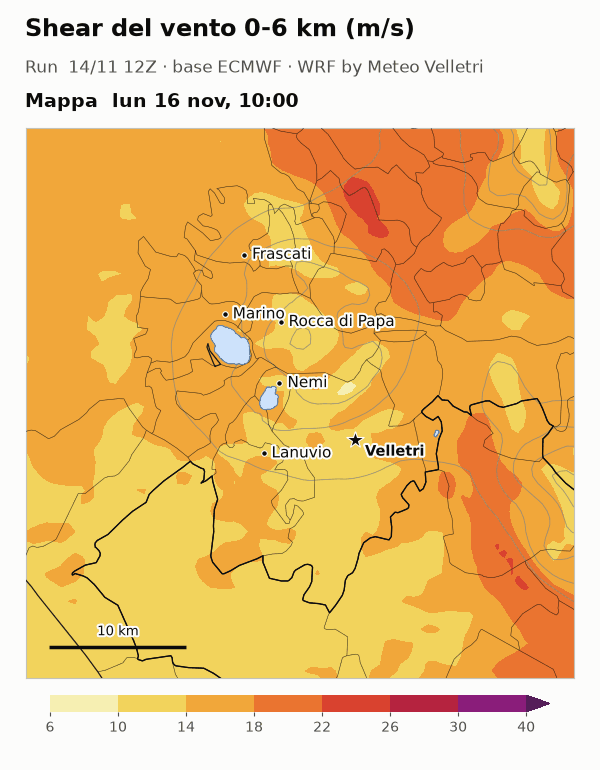 Shear del vento 0-6 km (m/s)
Run 14/11 12Z · base ECMWF · WRF by Meteo Velletri
Mappa lun 16 nov, 10:00
Frascati
Marino
Rocca di Papa
Nemi
Velletri
Lanuvio
10 km
6 10 14 18 22 26 30 40